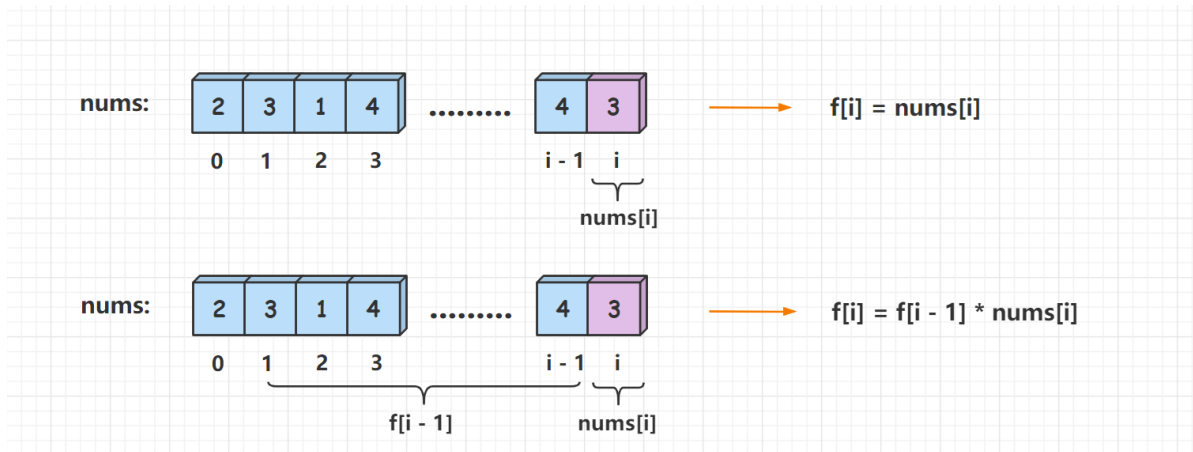 nums: 2 3 1 4 ......... 4 3 f[i] = nums[i]
0 1 2 3 i - 1 i
nums[i]
nums: 2 3 1 4 ......... 4 3 f[i] = f[i - 1] * nums[i]
0 1 2 3 i - 1 i
f[i - 1] nums[i]